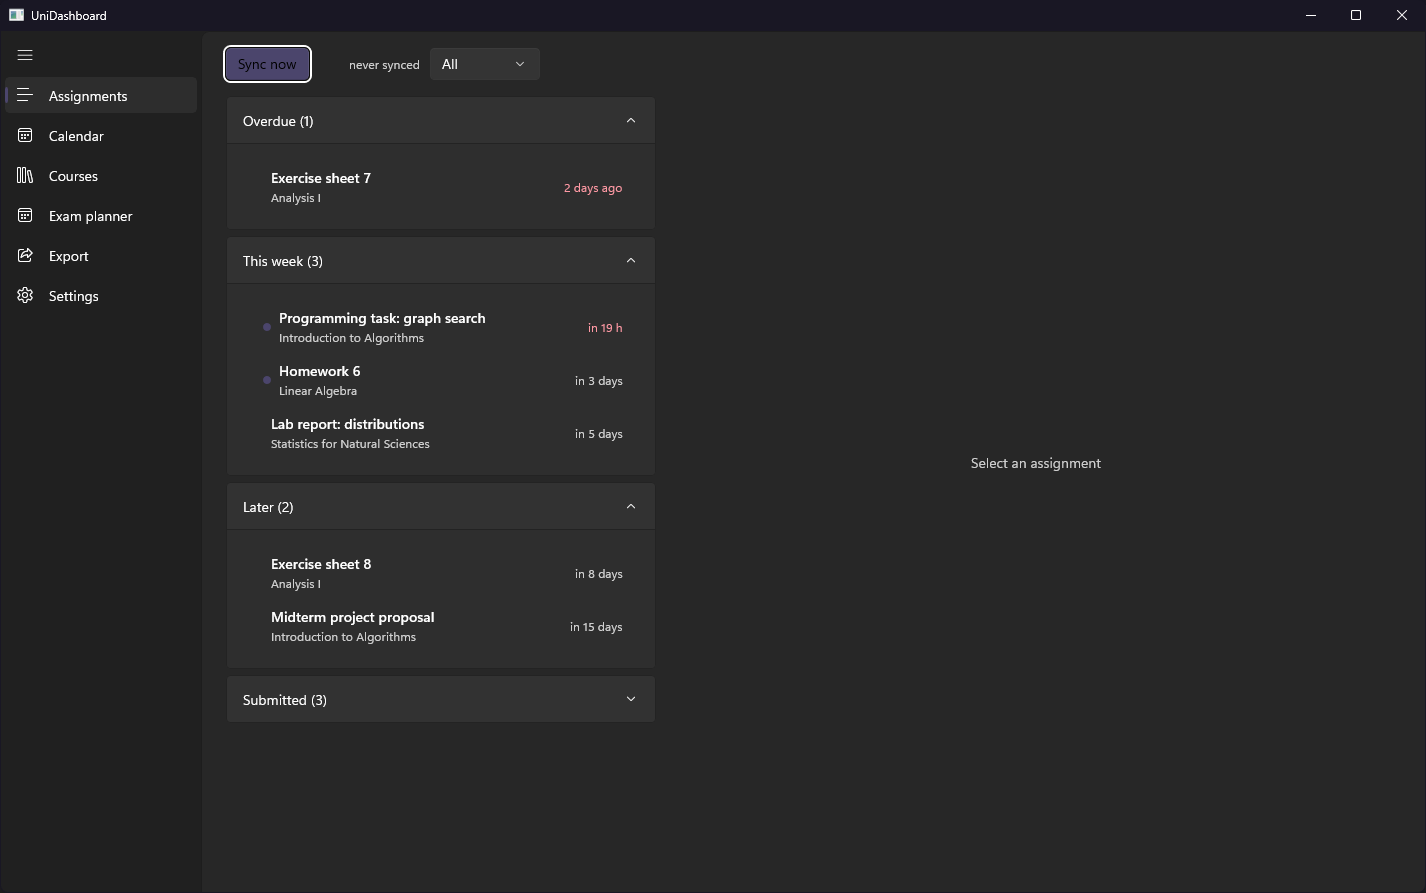 UniDashboard
Sync now
never synced
All
Assignments
Calendar
Courses
Exam planner
Export
Settings
Overdue (1)
Exercise sheet 7
Analysis I
2 days ago
This week (3)
Programming task: graph search
Introduction to Algorithms
in 19 h
Homework 6
Linear Algebra
in 3 days
Lab report: distributions
Statistics for Natural Sciences
in 5 days
Later (2)
Exercise sheet 8
Analysis I
in 8 days
Midterm project proposal
Introduction to Algorithms
in 15 days
Submitted (3)
Select an assignment